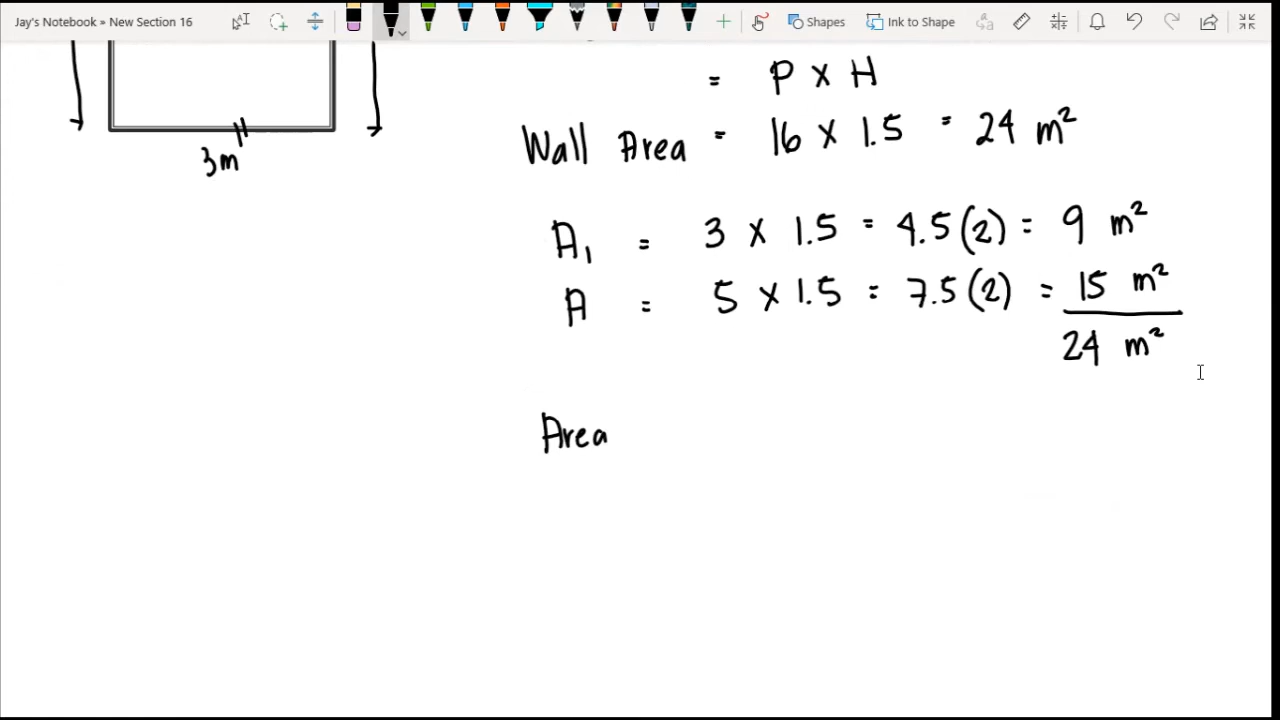 Jay's Notebook » New Section 16
Shapes
Ink to Shape
= P x H
3m
Wall Area = 16 x 1.5 = 24 m²
A₁ = 3 x 1.5 = 4.5(2) = 9 m²
A = 5 x 1.5 = 7.5(2) = 15 m²
24 m²
Area